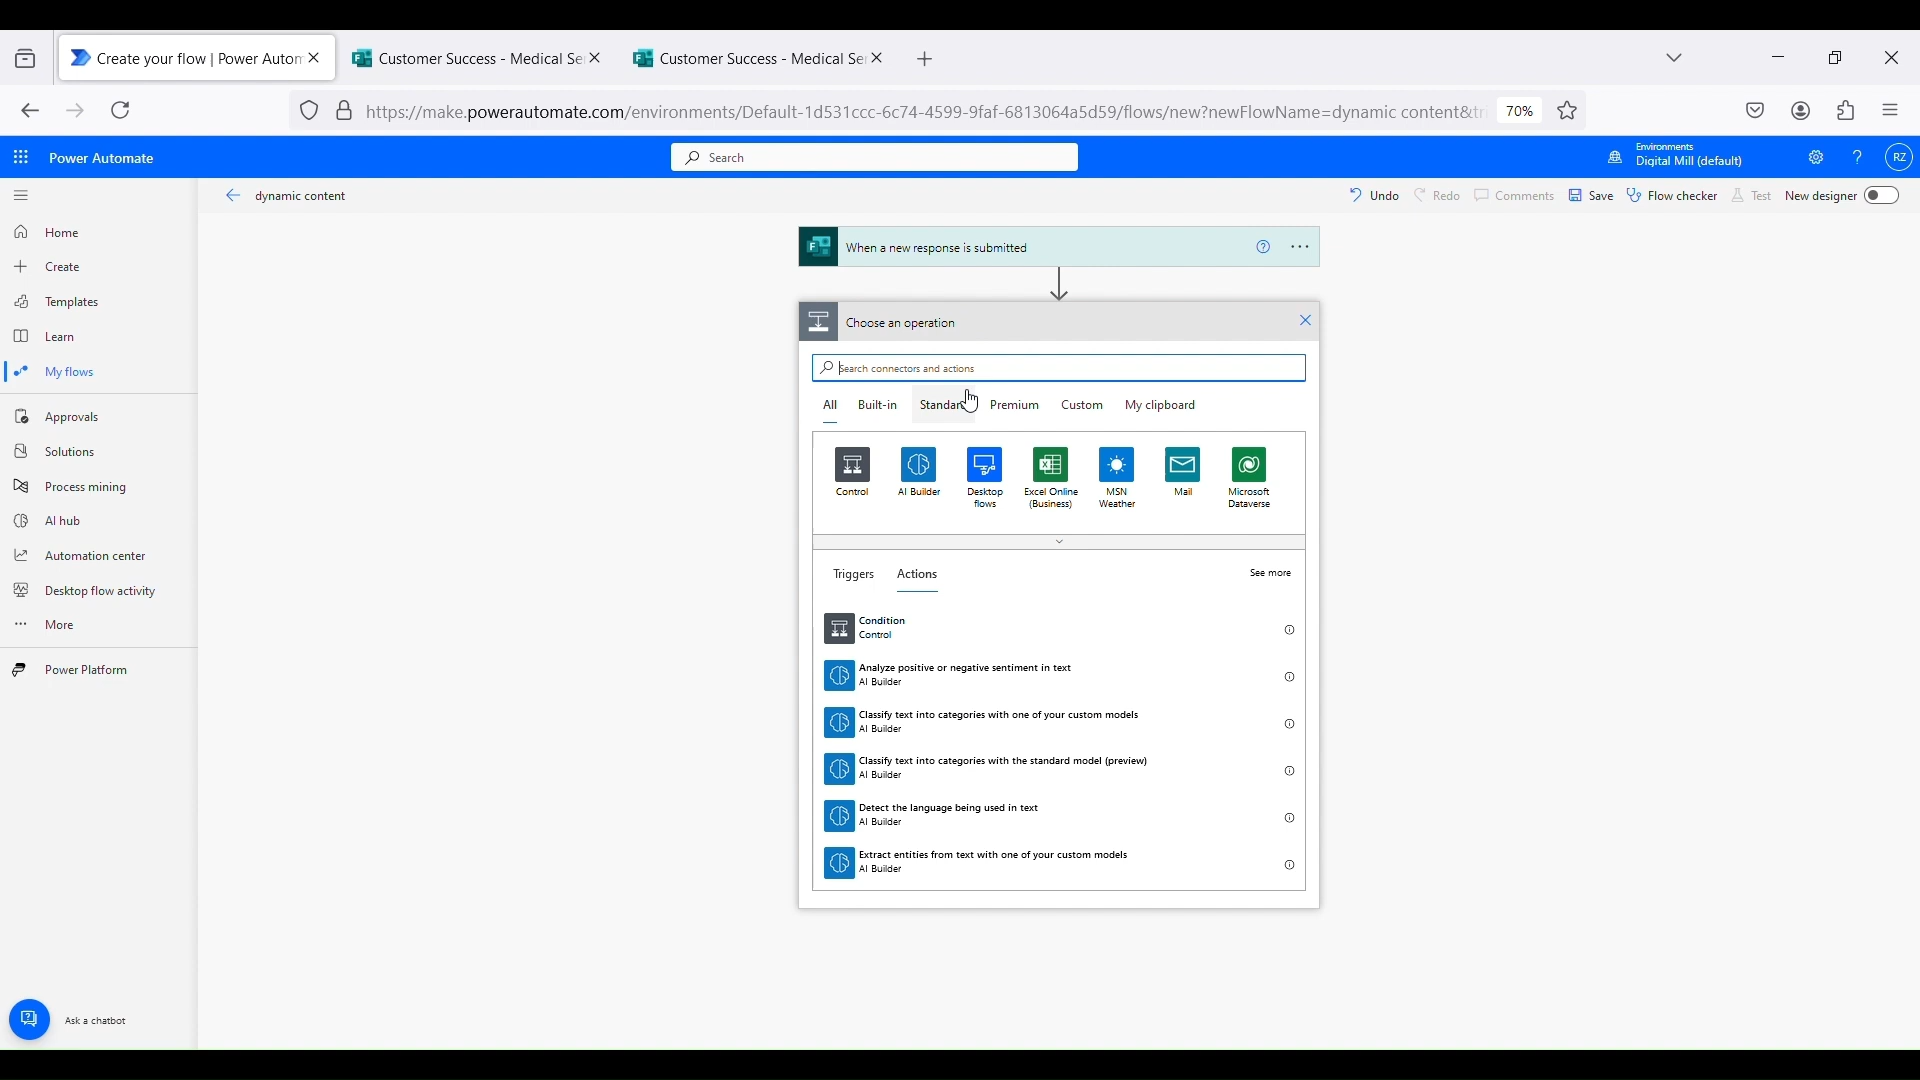 Create your flow | Power Autom
Customer Success - Medical Se
Customer Success - Medical Se
https://make.powerautomate.com/environments/Default-1d531ccc-6c74-4599-9faf-6813064a5d59/flows/new?newFlowName=dynamic content&tr
70%
Power Automate
Search
Environments
Digital Mill (default)
RZ
dynamic content
Undo
Redo
Comments
Save
Flow checker
Test
New designer
Home
Create
Templates
Learn
My flows
Approvals
Solutions
Process mining
AI hub
Automation center
Desktop flow activity
More
Power Platform
Ask a chatbot
When a new response is submitted
Choose an operation
Search connectors and actions
All Built-in Standard Premium Custom My clipboard
Control
AI Builder
Desktop
flows
Excel Online
(Business)
MSN
Weather
Mail
Microsoft
Dataverse
Triggers Actions See more
Condition
Control
Analyze positive or negative sentiment in text
AI Builder
Classify text into categories with one of your custom models
AI Builder
Classify text into categories with the standard model (preview)
AI Builder
Detect the language being used in text
AI Builder
Extract entities from text with one of your custom models
AI Builder